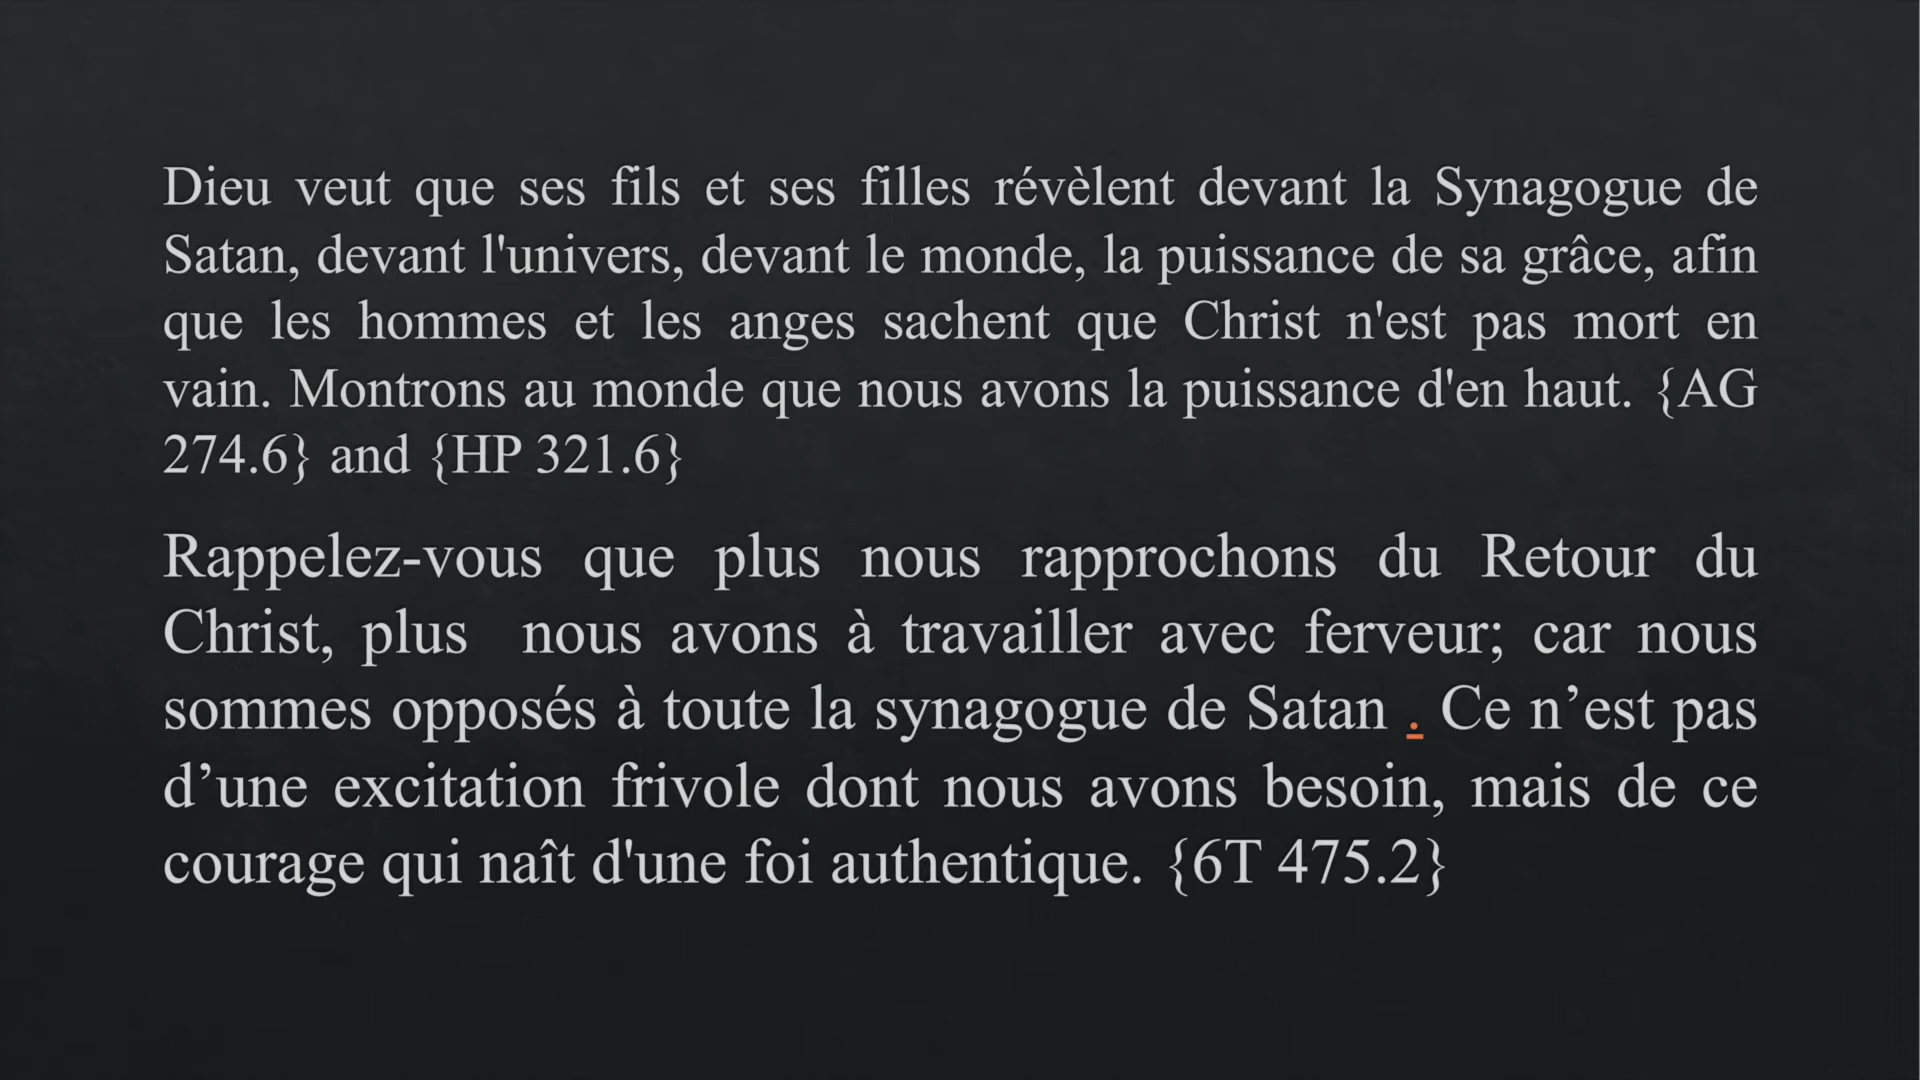 Dieu veut que ses fils et ses filles révèlent devant la Synagogue de
Satan, devant l'univers, devant le monde, la puissance de sa grâce, afin
que les hommes et les anges sachent que Christ n'est pas mort en
vain. Montrons au monde que nous avons la puissance d'en haut. {AG
274.6} and {HP 321.6}
Rappelez-vous que plus nous rapprochons du Retour du
Christ, plus nous avons à travailler avec ferveur; car nous
sommes opposés à toute la synagogue de Satan . Ce n’est pas
d’une excitation frivole dont nous avons besoin, mais de ce
courage qui naît d'une foi authentique. {6T 475.2}